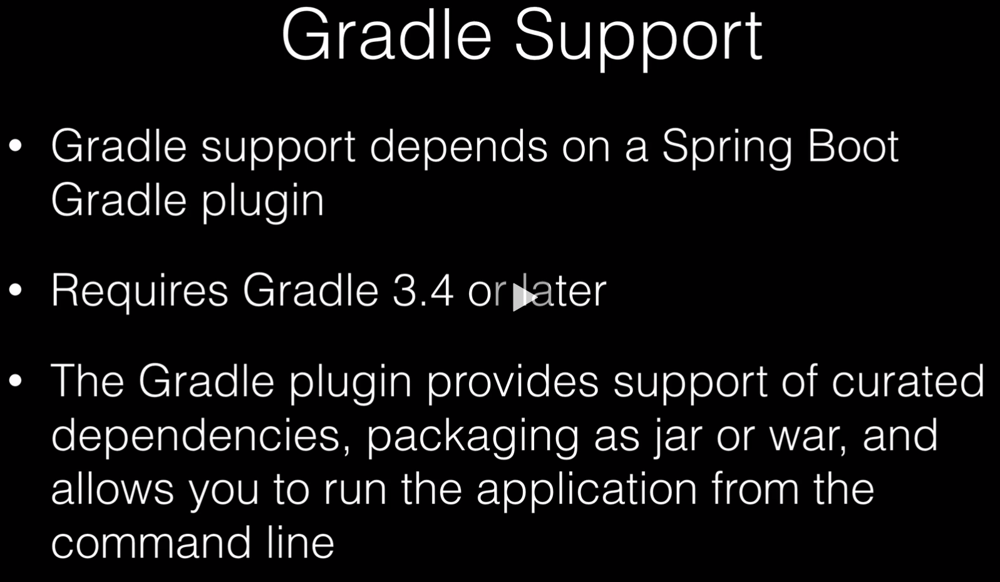 Gradle Support
• Gradle support depends on a Spring Boot
Gradle plugin
• Requires Gradle 3.4 or later
• The Gradle plugin provides support of curated
dependencies, packaging as jar or war, and
allows you to run the application from the
command line